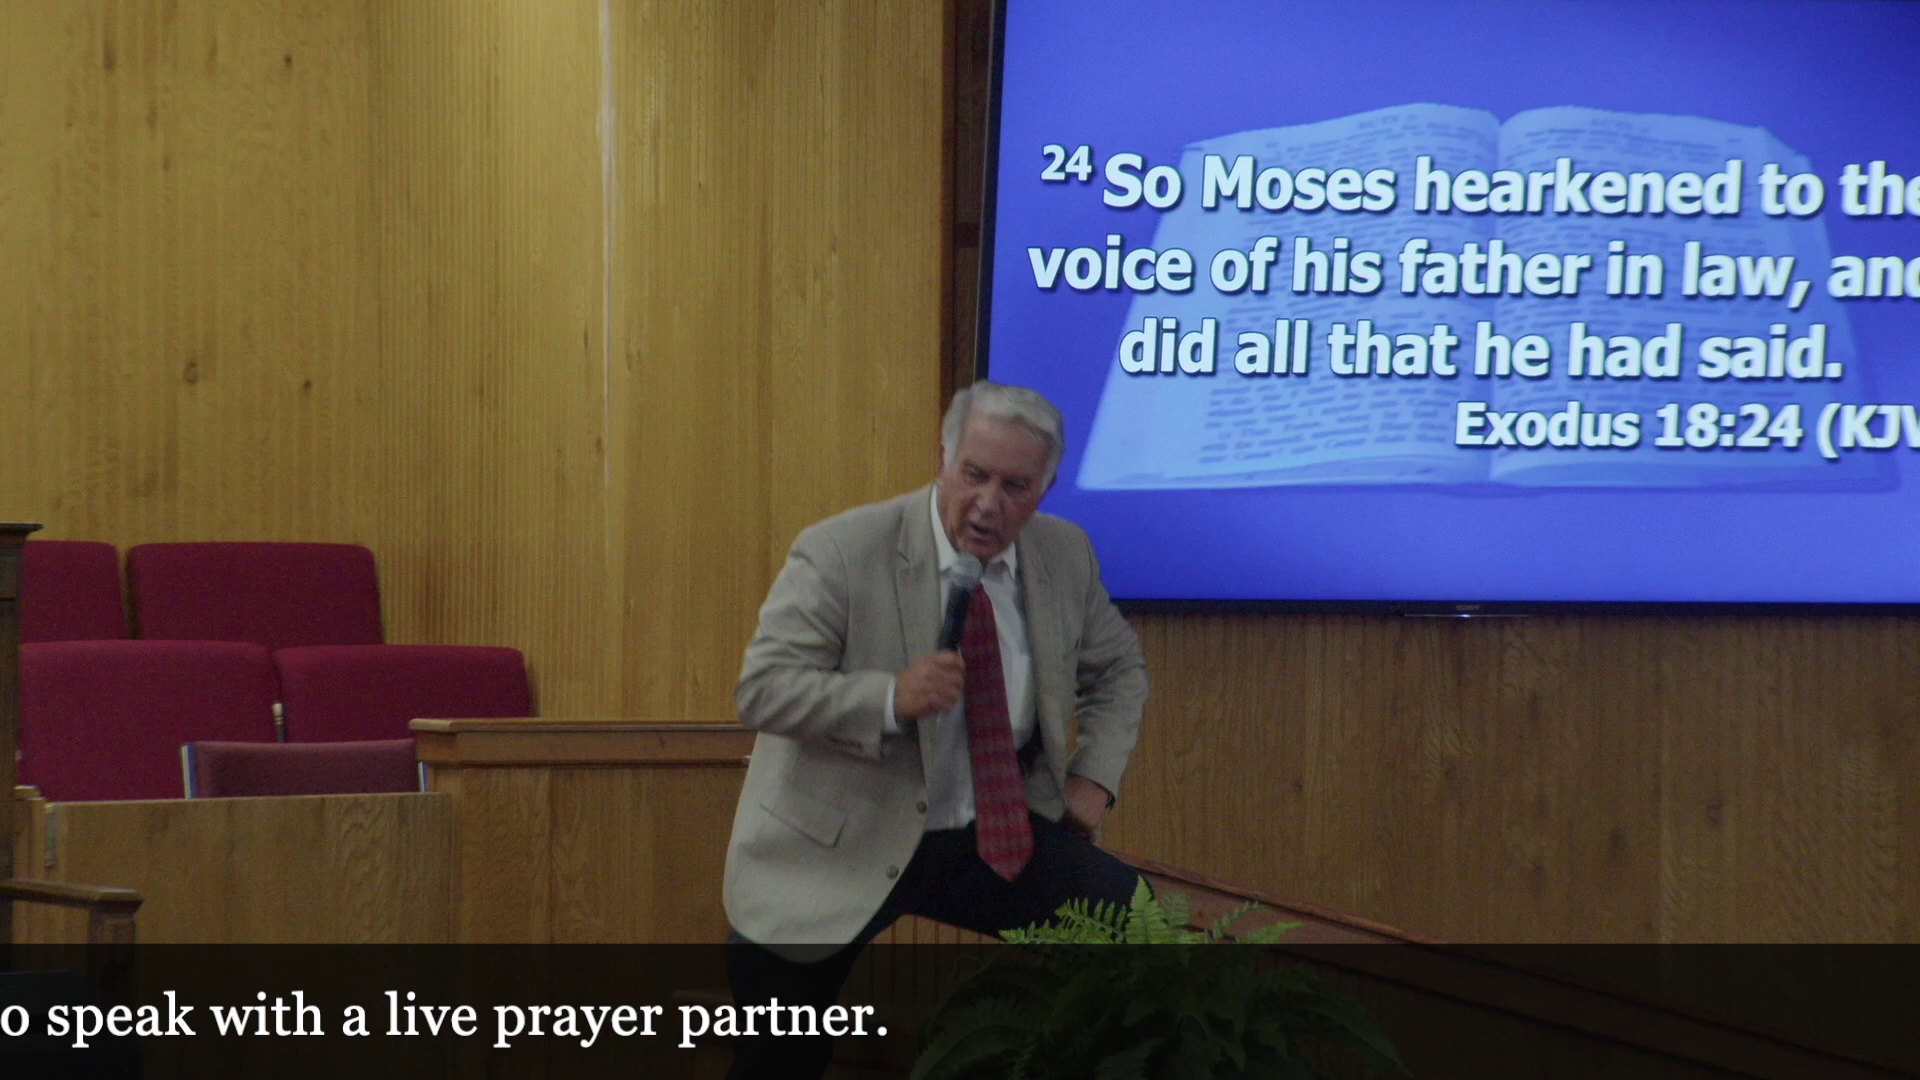 24 So Moses hearkened to the
voice of his father in law, and
did all that he had said.
Exodus 18:24 (KJV
o speak with a live prayer partner.